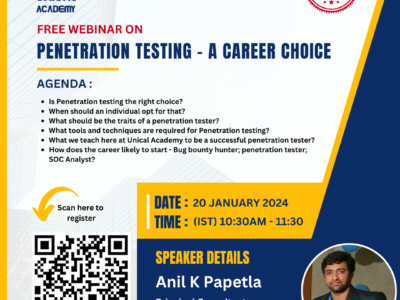 ACADEMY
FREE WEBINAR ON
PENETRATION TESTING - A CAREER CHOICE
AGENDA :
• Is Penetration testing the right choice?
• When should an individual opt for that?
• What should be the traits of a penetration tester?
• What tools and techniques are required for Penetration testing?
• What we teach here at Unical Academy to be a successful penetration tester?
• How does the career likely to start - Bug bounty hunter; penetration tester;
SOC Analyst?
Scan here to
register
DATE : 20 JANUARY 2024
TIME : (IST) 10:30AM - 11:30
SPEAKER DETAILS
Anil K Papetla